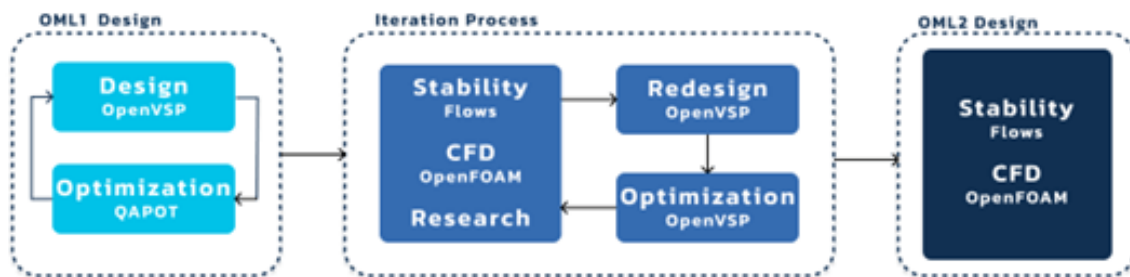 OML1 Design
Design
OpenVSP
Optimization
QAPOT
Iteration Process
Stability
Flows
CFD
OpenFOAM
Research
Redesign
OpenVSP
Optimization
OpenVSP
OML2 Design
Stability
Flows
CFD
OpenFOAM